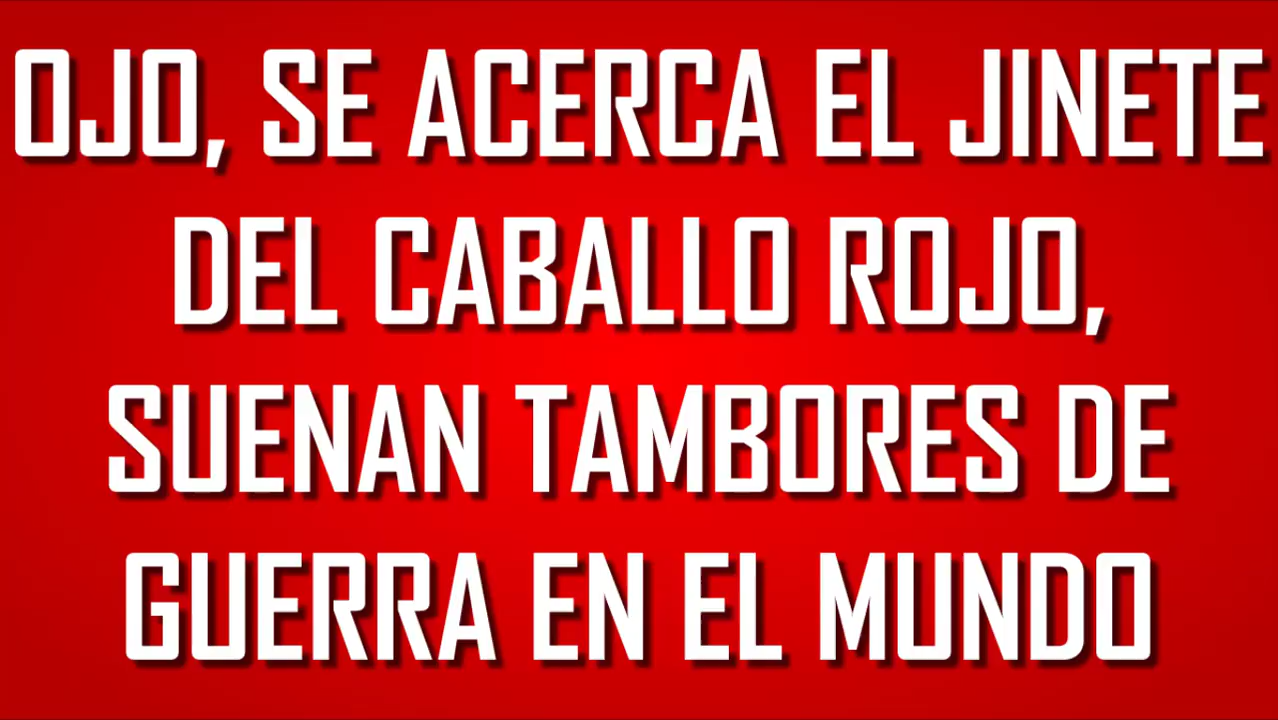 OJO, SE ACERCA EL JINETE
DEL CABALLO ROJO,
SUENAN TAMBORES DE
GUERRA EN EL MUNDO